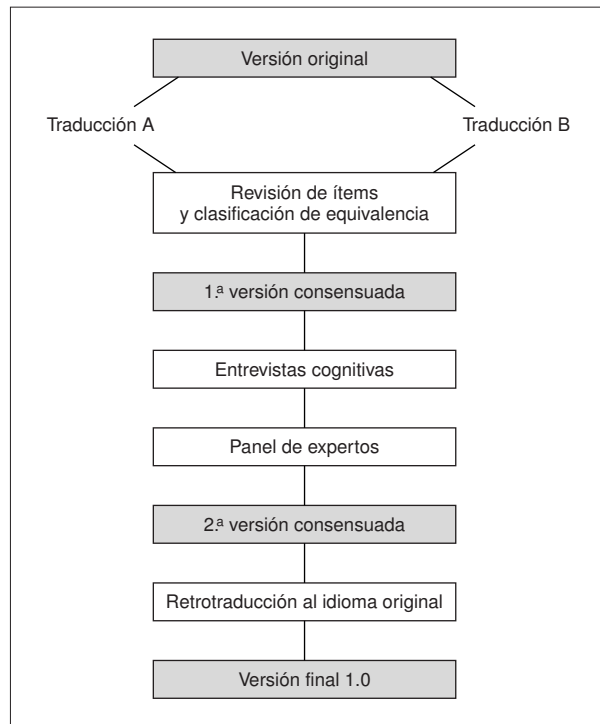 Versión original
Traducción A
Traducción B
Revisión de ítems
y clasificación de equivalencia
1.ª versión consensuada
Entrevistas cognitivas
Panel de expertos
2.ª versión consensuada
Retrotraducción al idioma original
Versión final 1.0